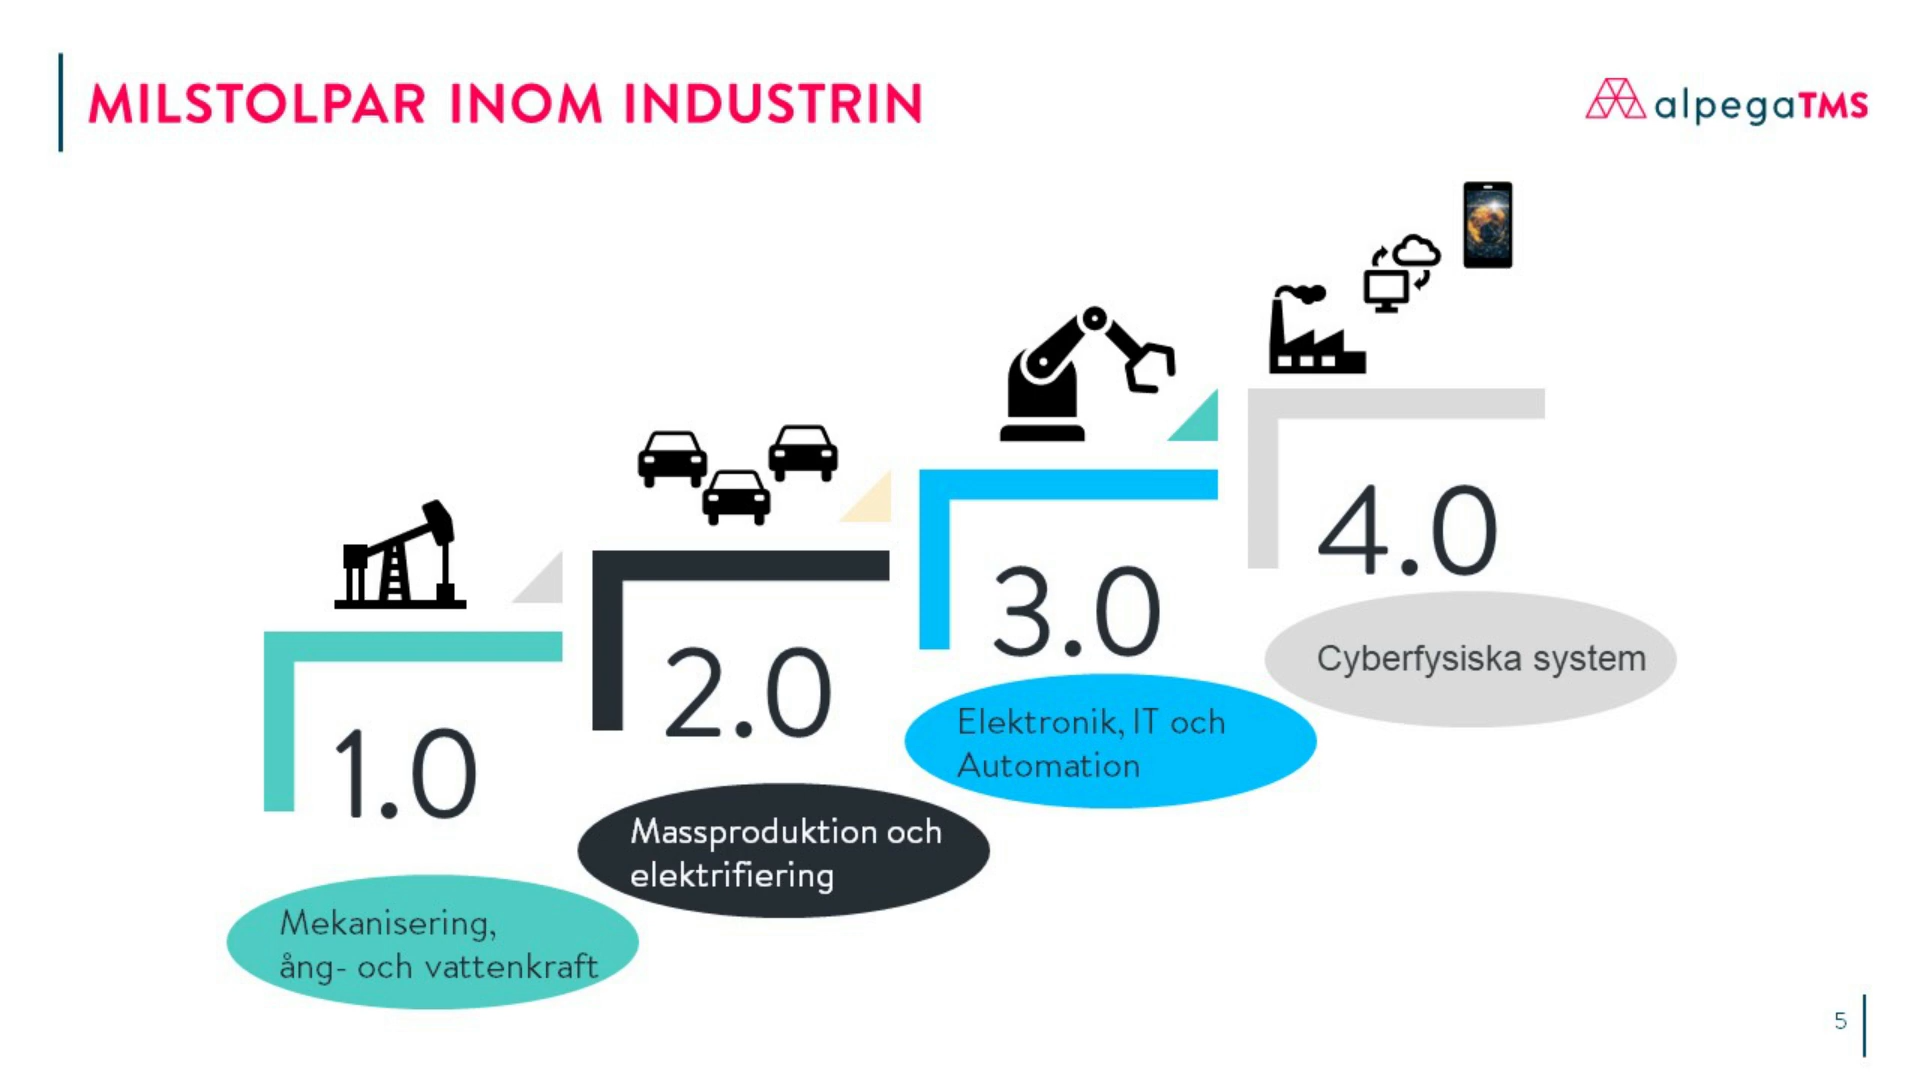 MILSTOLPAR INOM INDUSTRIN
alpegaTMS
1.0
Mekanisering,
ång- och vattenkraft
2.0
Massproduktion och
elektrifiering
3.0
Elektronik, IT och
Automation
4.0
Cyberfysiska system
5